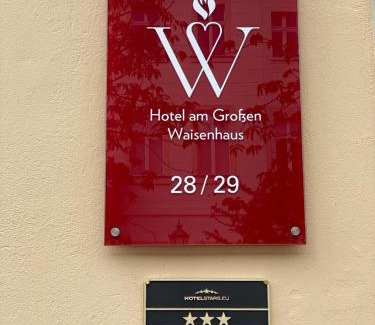 W
Hotel am Großen
Waisenhaus
28 / 29
HOTELSTARS.EU